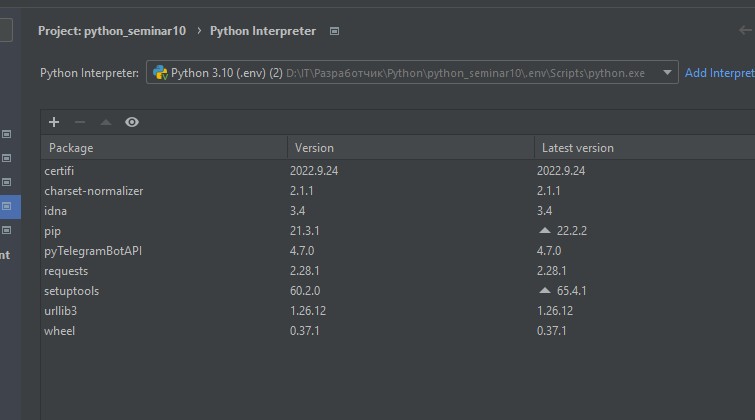 Project: python_seminar10 › Python Interpreter
Python Interpreter: Python 3.10 (.env) (2) D:\IT\Разработчик\Python\python_seminar10\.env\Scripts\python.exe Add Interpret
Package Version Latest version
certifi 2022.9.24 2022.9.24
charset-normalizer 2.1.1 2.1.1
idna 3.4 3.4
pip 21.3.1 22.2.2
pyTelegramBotAPI 4.7.0 4.7.0
requests 2.28.1 2.28.1
setuptools 60.2.0 65.4.1
nt
urllib3 1.26.12 1.26.12
wheel 0.37.1 0.37.1